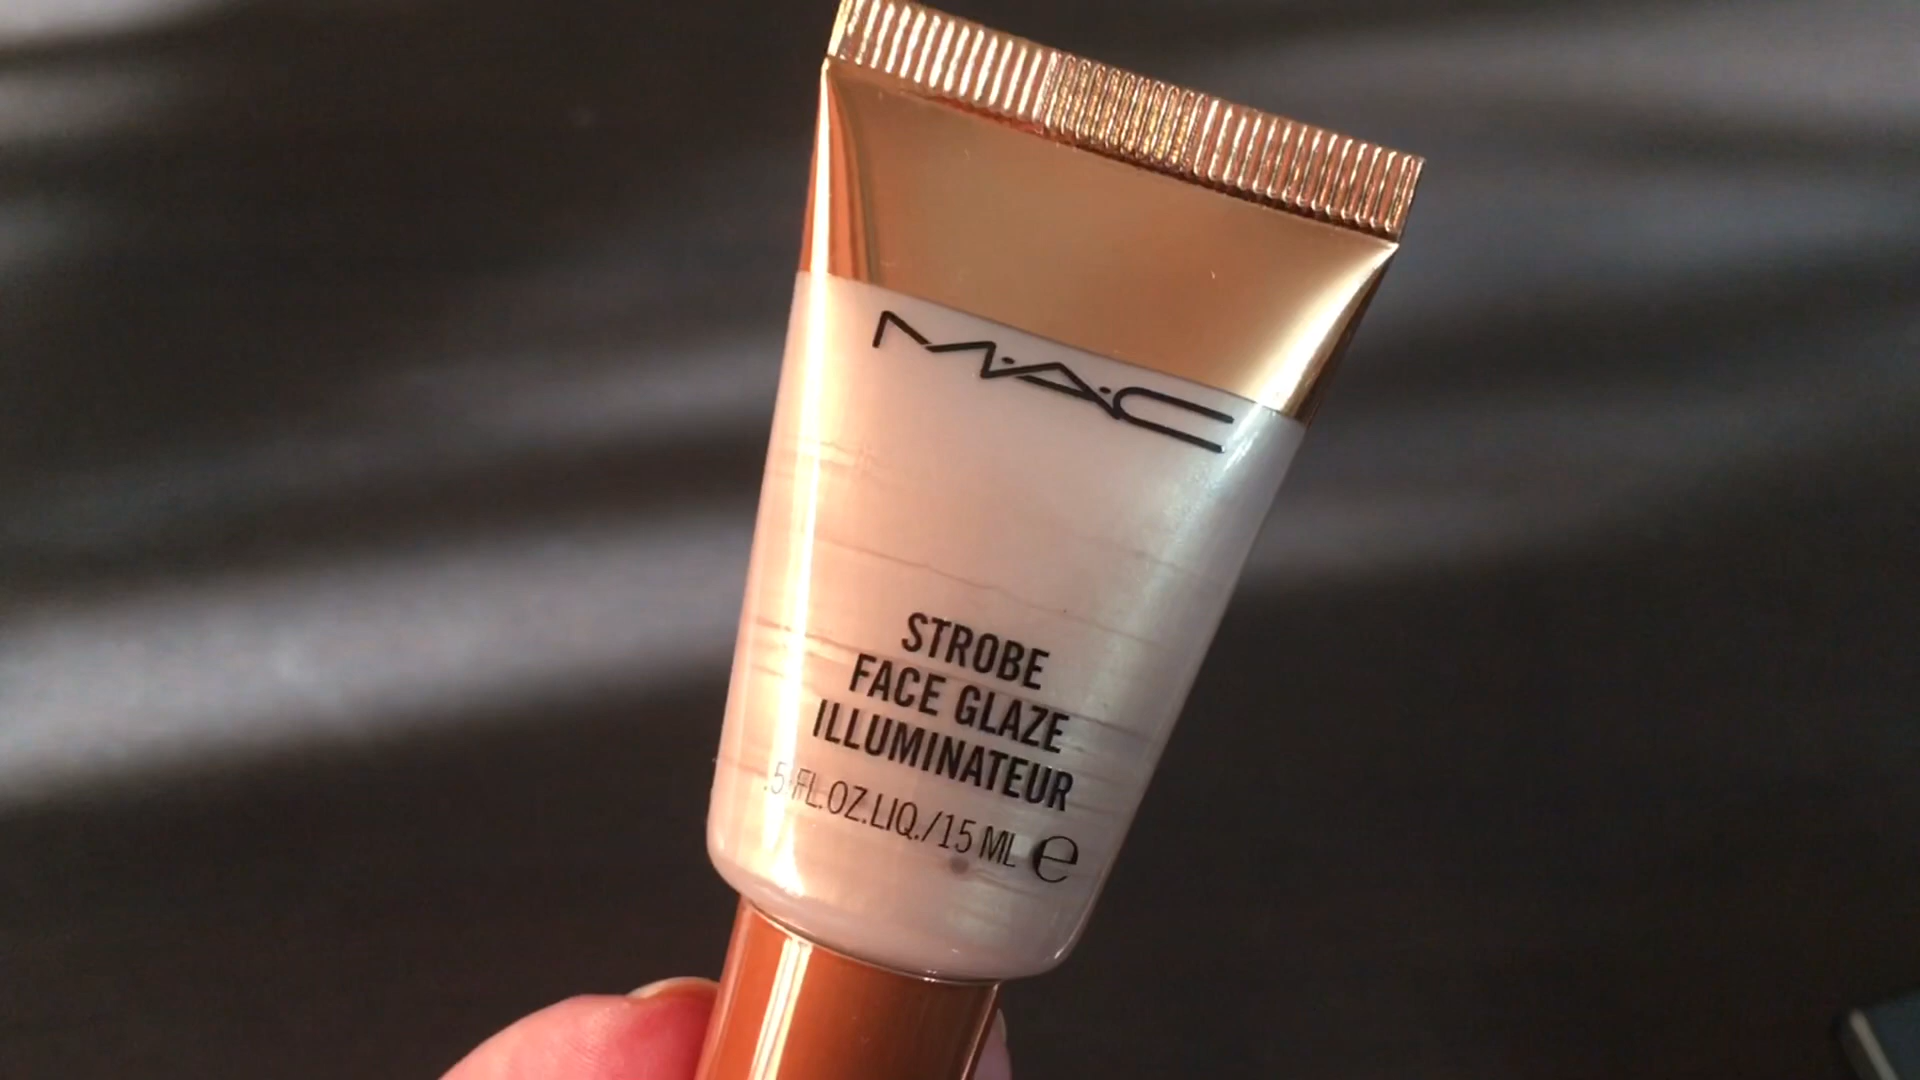 M·A·C
STROBE
FACE GLAZE
ILLUMINATEUR
.5 FL.OZ.LIQ./15 ML e